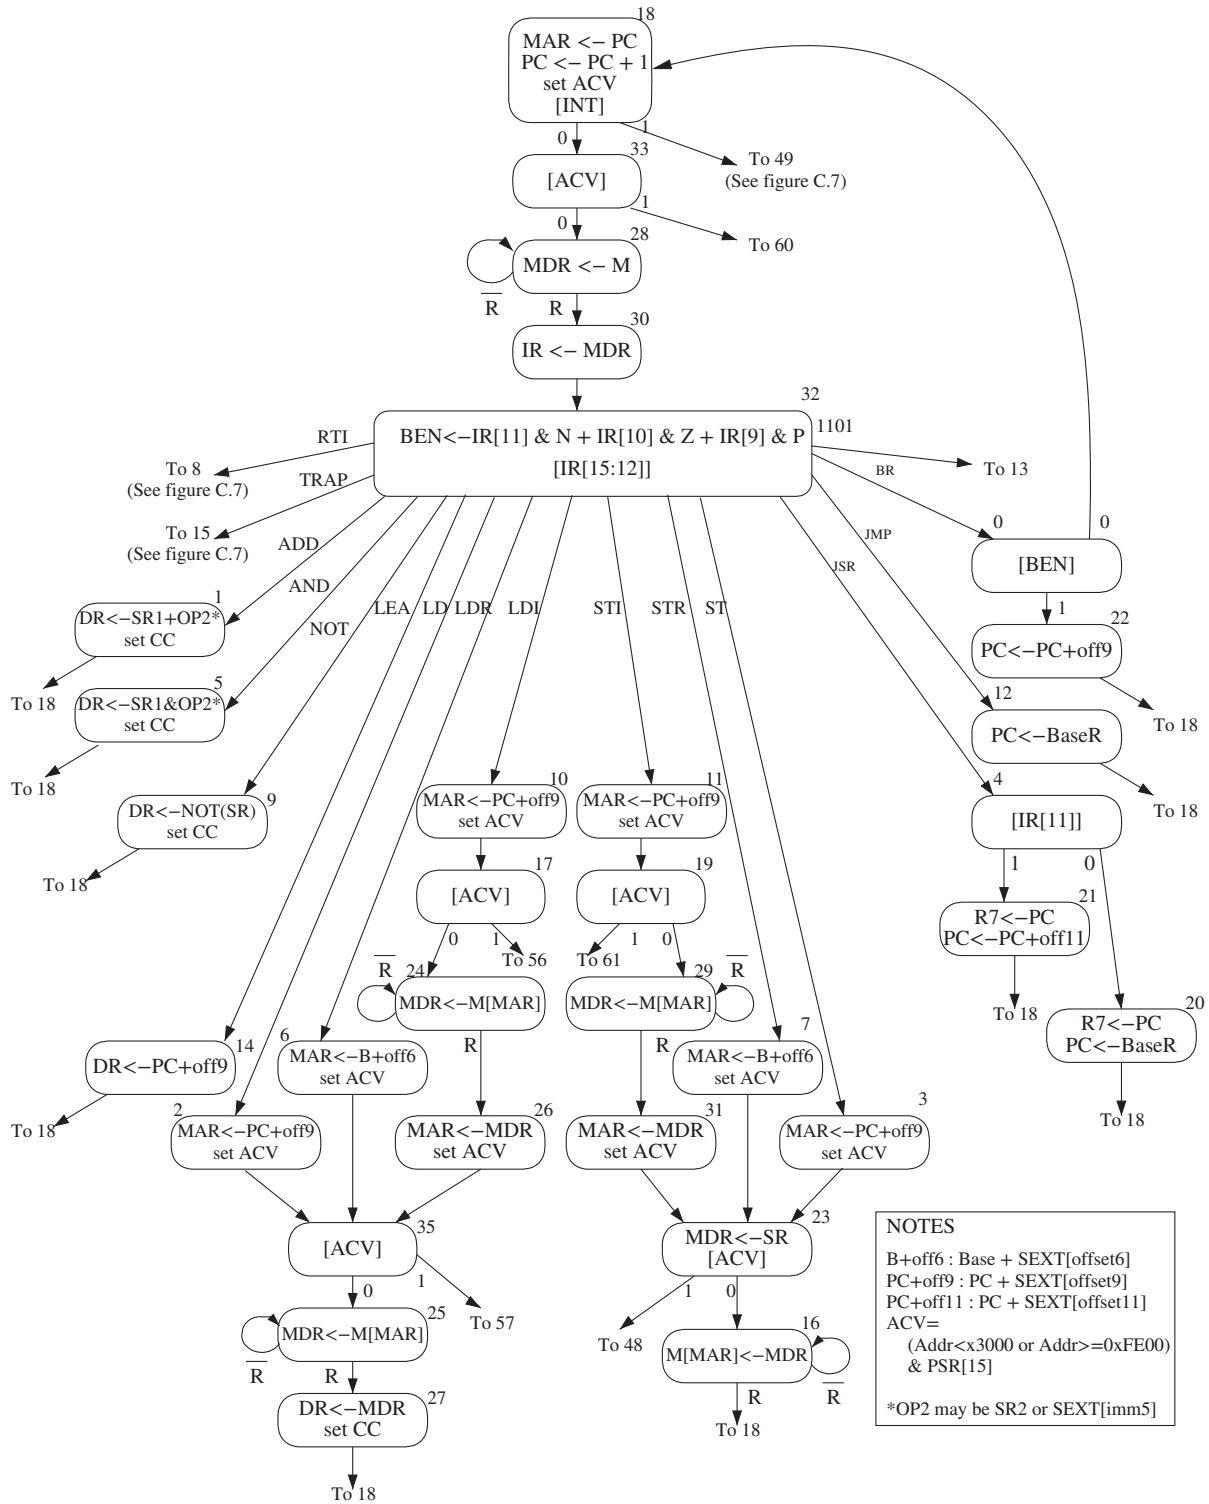 18
MAR <– PC
PC <– PC + 1
set ACV
[INT]
0
1
33
To 49
(See figure C.7)
[ACV]
0
1
28
To 60
MDR <– M
R
R
30
IR <– MDR
32
1101
BEN<–IR[11] & N + IR[10] & Z + IR[9] & P
[IR[15:12]]
RTI
To 8
(See figure C.7)
TRAP
To 15
(See figure C.7)
To 13
BR
JMP
JSR
ADD
AND
NOT
LEA
LD
LDR
LDI
STI
STR
ST
0
0
[BEN]
1
22
PC<–PC+off9
To 18
12
PC<–BaseR
To 18
1
DR<–SR1+OP2*
set CC
To 18
5
DR<–SR1&OP2*
set CC
To 18
9
DR<–NOT(SR)
set CC
To 18
10
MAR<–PC+off9
set ACV
11
MAR<–PC+off9
set ACV
4
[IR[11]]
1
0
17
[ACV]
0
1
To 56
19
[ACV]
1
0
To 61
21
R7<–PC
PC<–PC+off11
To 18
20
R7<–PC
PC<–BaseR
To 18
R
24
MDR<–M[MAR]
R
29
R
MDR<–M[MAR]
R
14
DR<–PC+off9
To 18
6
MAR<–B+off6
set ACV
7
MAR<–B+off6
set ACV
2
MAR<–PC+off9
set ACV
26
MAR<–MDR
set ACV
31
MAR<–MDR
set ACV
3
MAR<–PC+off9
set ACV
35
[ACV]
0
1
To 57
23
MDR<–SR
[ACV]
1
0
To 48
25
MDR<–M[MAR]
R
R
27
DR<–MDR
set CC
To 18
16
M[MAR]<–MDR
R
R
To 18
NOTES
B+off6 : Base + SEXT[offset6]
PC+off9 : PC + SEXT[offset9]
PC+off11 : PC + SEXT[offset11]
ACV=
(Addr<x3000 or Addr>=0xFE00)
& PSR[15]
*OP2 may be SR2 or SEXT[imm5]